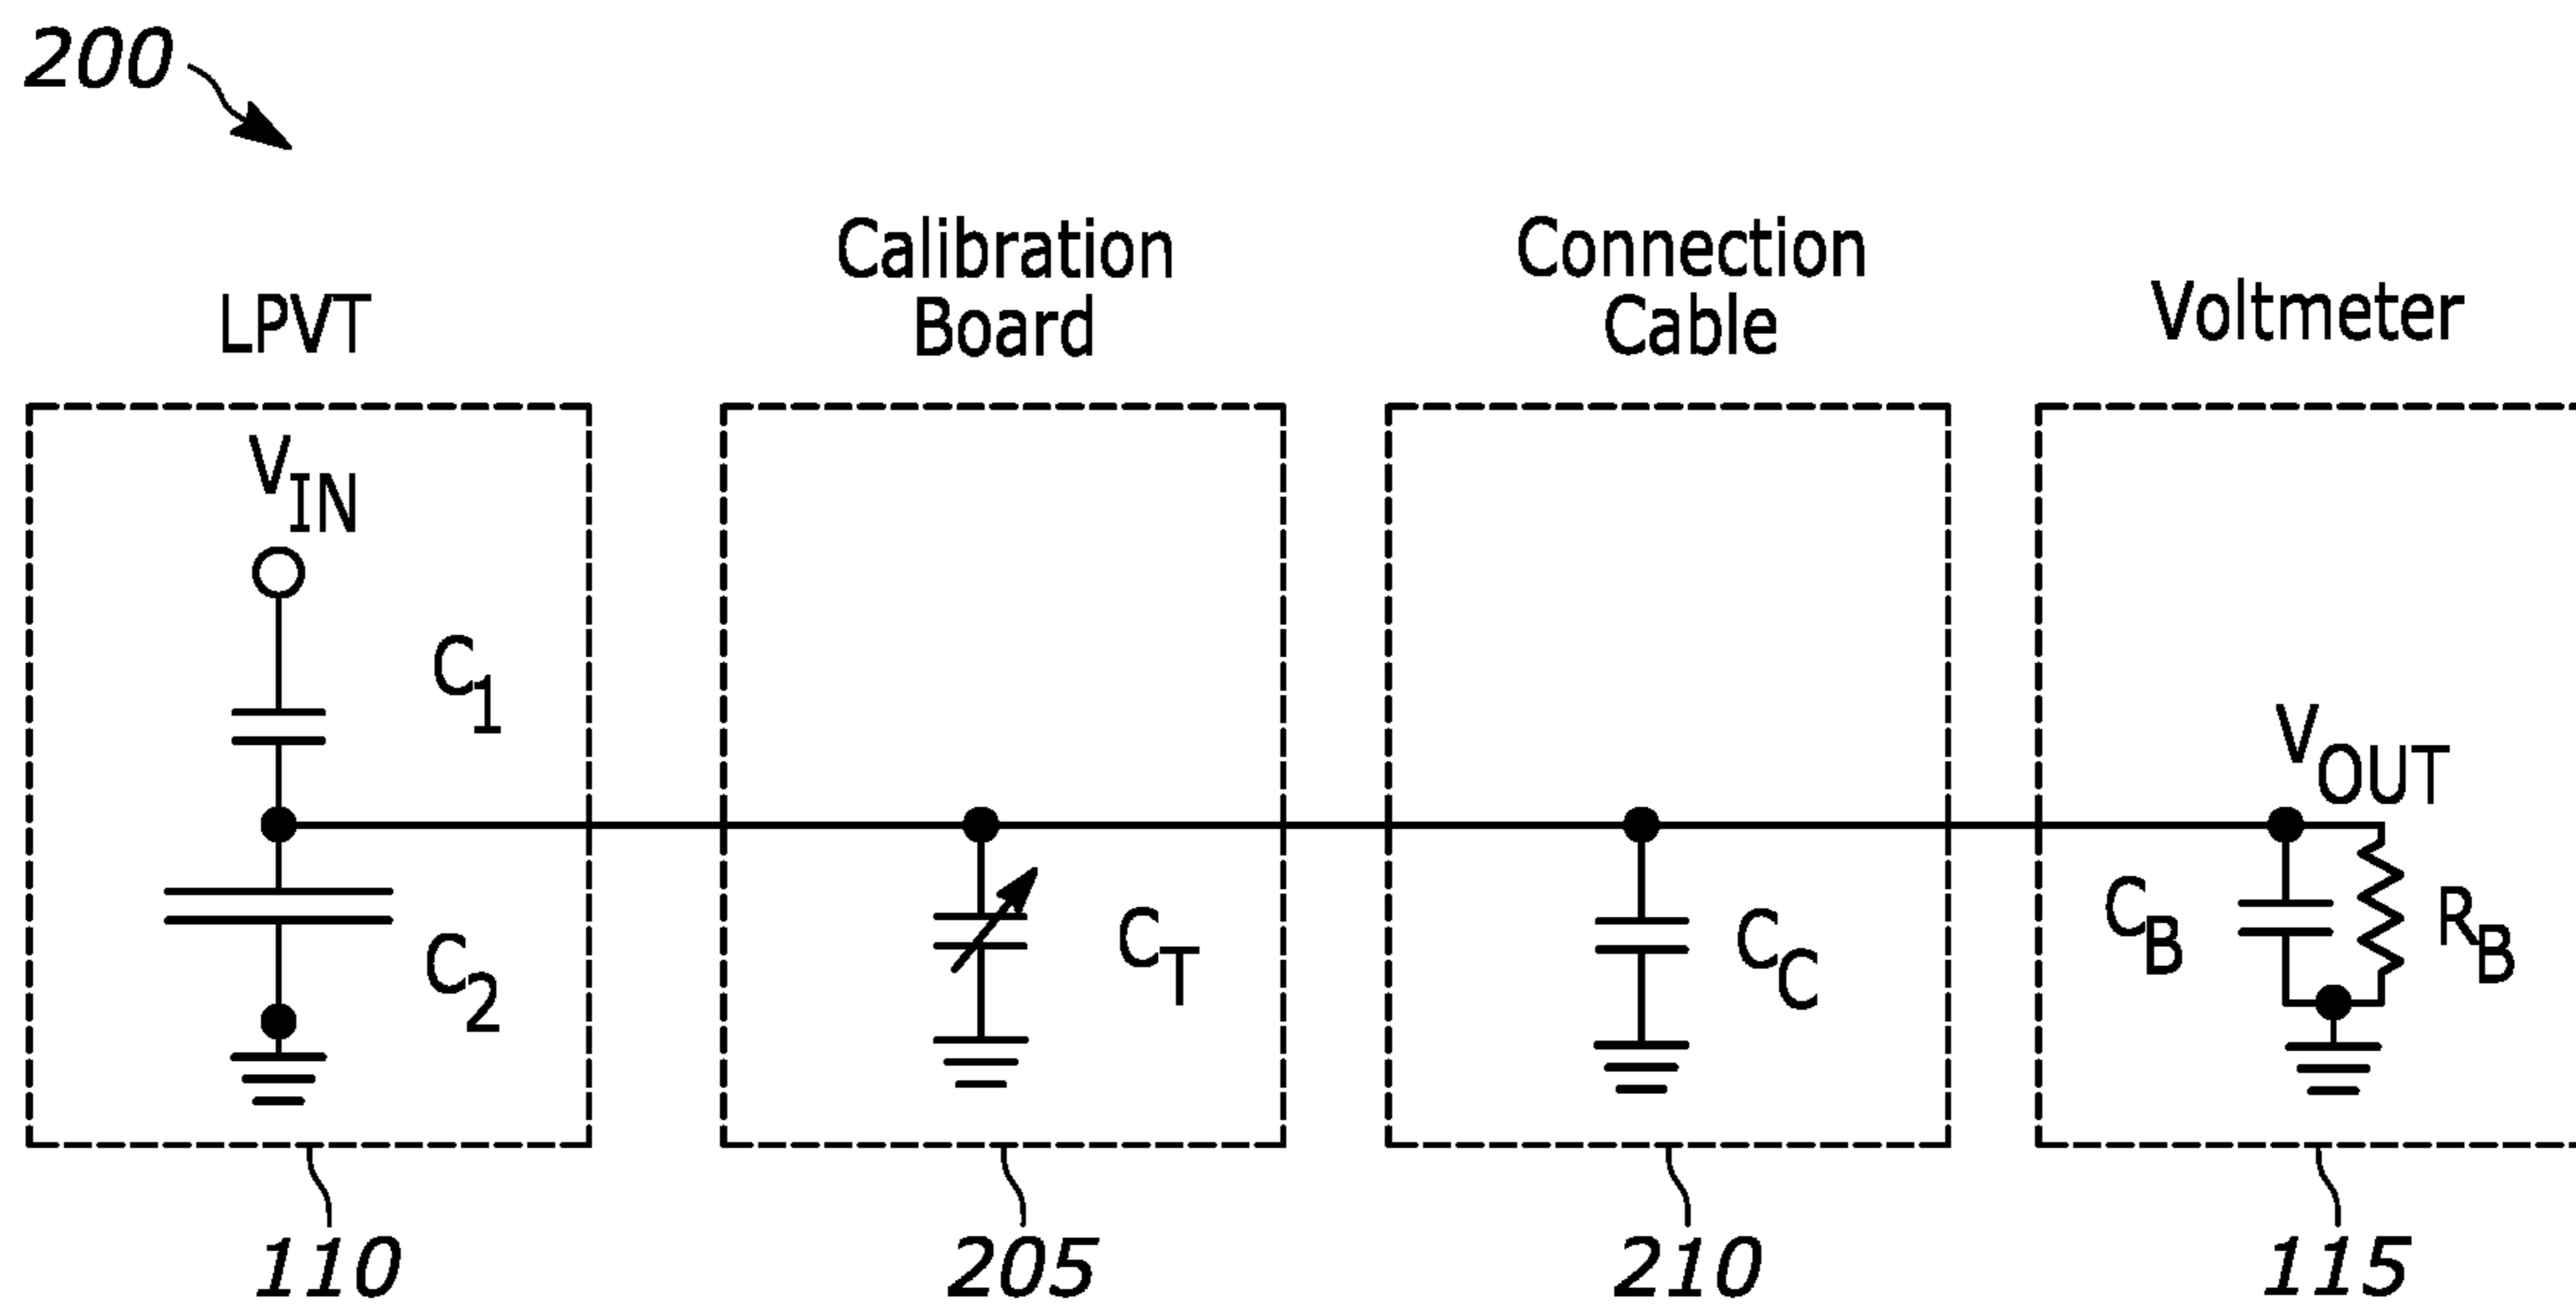 200
LPVT
Calibration
Board
Connection
Cable
Voltmeter
VIN
C1
C2
CT
CC
VOUT
CB
RB
110
205
210
115